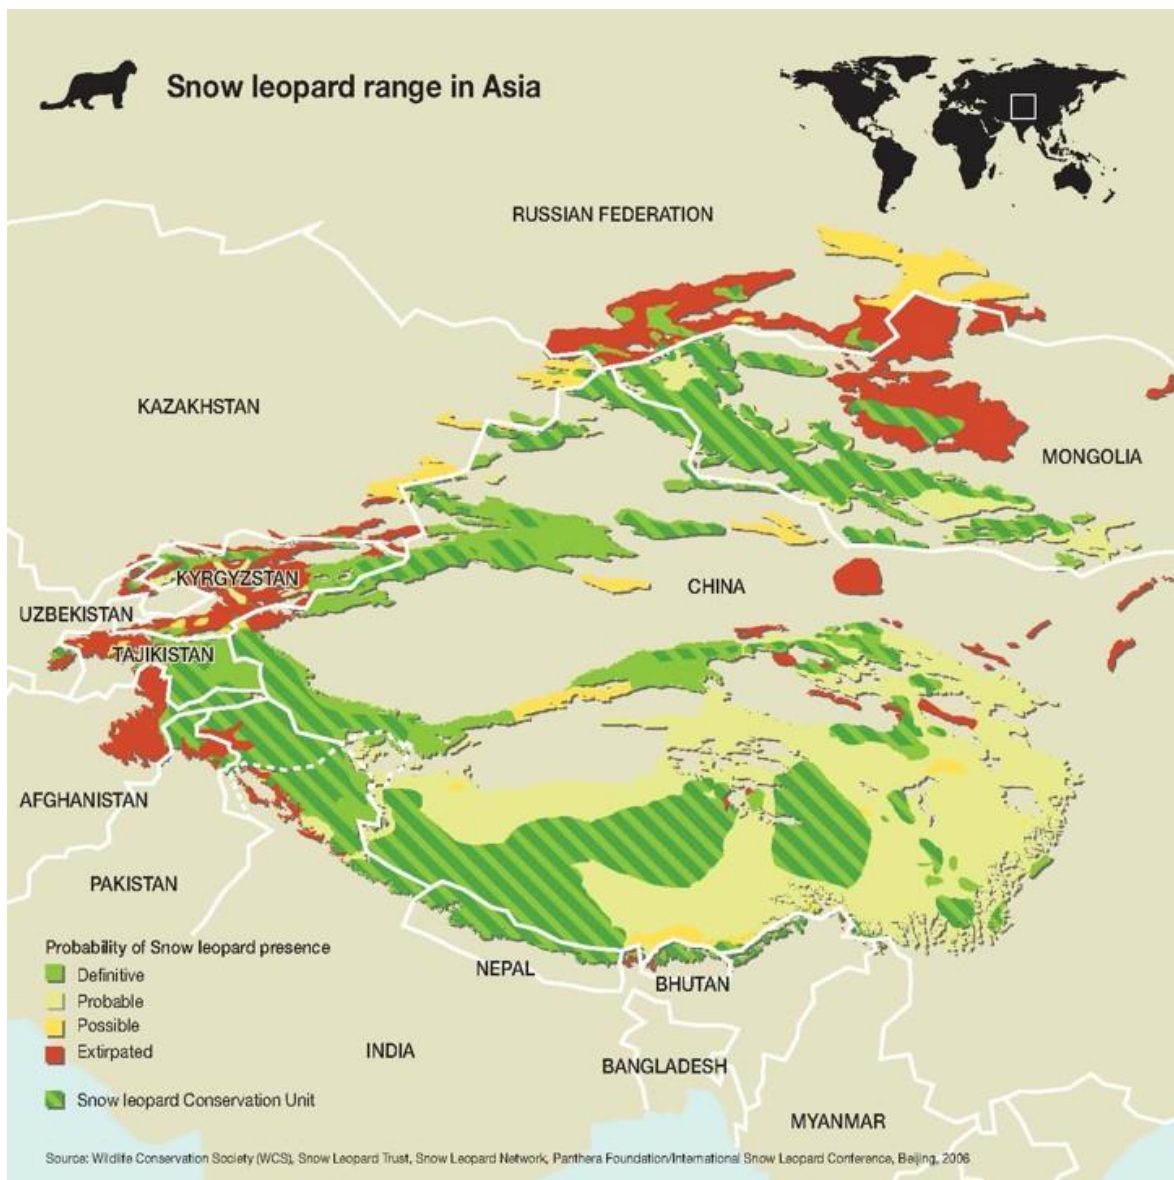 Snow leopard range in Asia
RUSSIAN FEDERATION
KAZAKHSTAN
MONGOLIA
KYRGYZSTAN
CHINA
UZBEKISTAN
TAJIKISTAN
AFGHANISTAN
PAKISTAN
Probability of Snow leopard presence
Definitive
Probable
Possible
Extirpated
Snow leopard Conservation Unit
NEPAL
BHUTAN
INDIA
BANGLADESH
MYANMAR
Source: Wildlife Conservation Society (WCS), Snow Leopard Trust, Snow Leopard Network, Panthera Foundation/International Snow Leopard Conference, Beijing, 2006